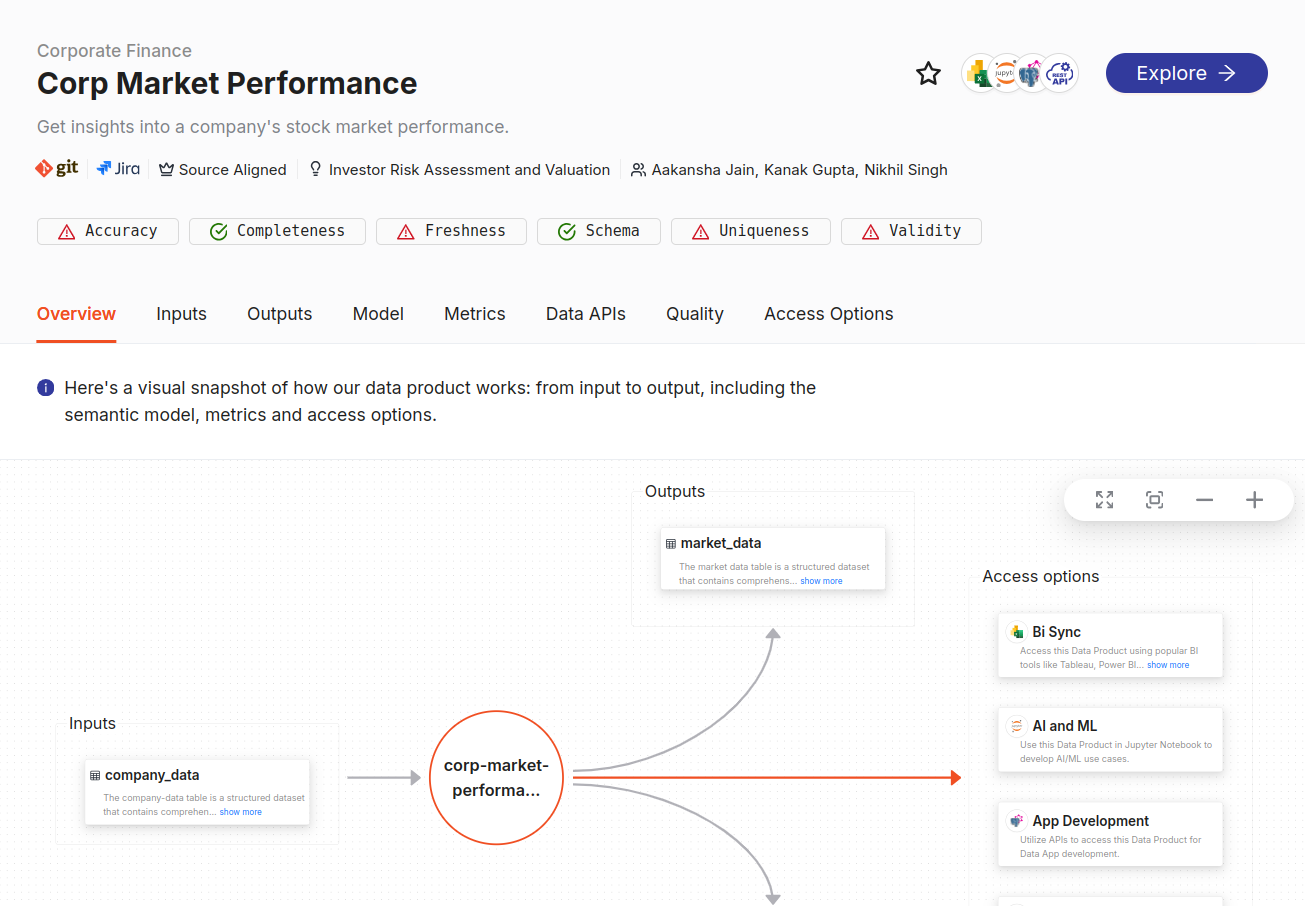 Corporate Finance
Corp Market Performance
Get insights into a company's stock market performance.
jupyt
REST
API
Explore
git
Jira
Source Aligned
Investor Risk Assessment and Valuation
Aakansha Jain, Kanak Gupta, Nikhil Singh
Accuracy
Completeness
Freshness
Schema
Uniqueness
Validity
Overview
Inputs
Outputs
Model
Metrics
Data APIs
Quality
Access Options
Here's a visual snapshot of how our data product works: from input to output, including the
semantic model, metrics and access options.
Outputs
market_data
The market data table is a structured dataset
that contains comprehens... show more
Access options
Bi Sync
Access this Data Product using popular BI
tools like Tableau, Power BI... show more
AI and ML
Use this Data Product in Jupyter Notebook to
develop AI/ML use cases.
App Development
Utilize APIs to access this Data Product for
Data App development.
Inputs
company_data
The company-data table is a structured dataset
that contains comprehen... show more
corp-market-
performa...